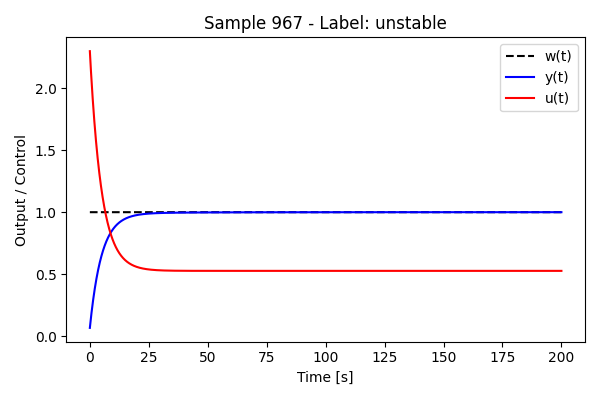 Sample 967 - Label: unstable
w(t)
y(t)
u(t)
Output / Control
2.0
1.5
1.0
0.5
0.0
0 25 50 75 100 125 150 175 200
Time [s]